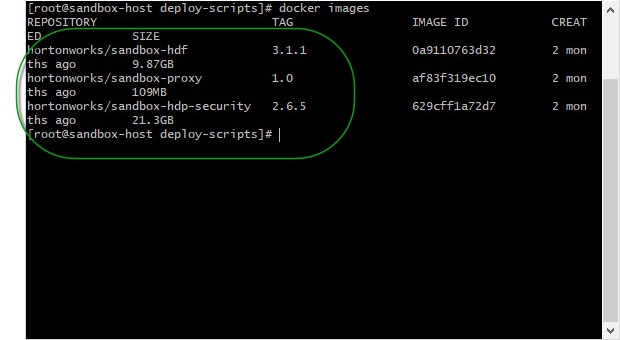 [root@sandbox-host deploy-scripts]# docker images
REPOSITORY TAG IMAGE ID CREAT
ED SIZE
hortonworks/sandbox-hdf 3.1.1 0a9110763d32 2 mon
ths ago 9.87GB
hortonworks/sandbox-proxy 1.0 af83f319ec10 2 mon
ths ago 109MB
hortonworks/sandbox-hdp-security 2.6.5 629cff1a72d7 2 mon
ths ago 21.3GB
[root@sandbox-host deploy-scripts]#